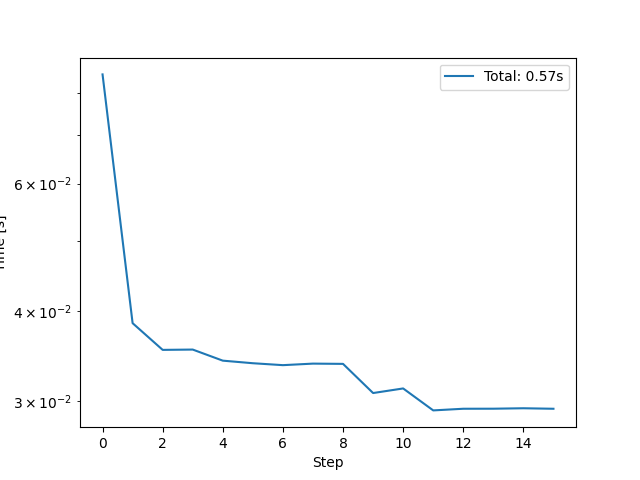 Total: 0.57s
6 × 10⁻²
4 × 10⁻²
3 × 10⁻²
0 2 4 6 8 10 12 14
Step
[s]